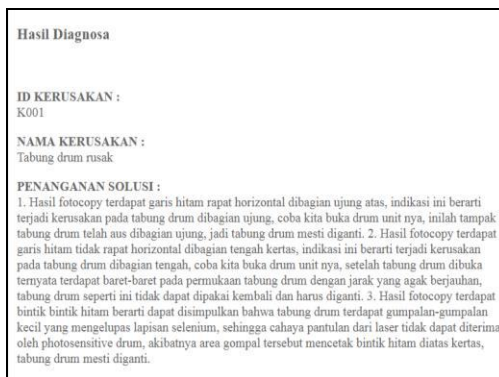 Hasil Diagnosa
ID KERUSAKAN :
K001
NAMA KERUSAKAN :
Tabung drum rusak
PENANGANAN SOLUSI :
1. Hasil fotocopy terdapat garis hitam rapat horizontal dibagian ujung atas, indikasi ini berarti
terjadi kerusakan pada tabung drum dibagian ujung, coba kita buka drum unit nya, inilah tampak
tabung drum telah aus dibagian ujung, jadi tabung drum mesti diganti. 2. Hasil fotocopy terdapat
garis hitam tidak rapat horizontal dibagian tengah kertas, indikasi ini berarti terjadi kerusakan
pada tabung drum dibagian tengah, coba kita buka drum unit nya, setelah tabung drum dibuka
ternyata terdapat baret-baret pada permukaan tabung drum dengan jarak yang agak berjauhan,
tabung drum seperti ini tidak dapat dipakai kembali dan harus diganti. 3. Hasil fotocopy terdapat
bintik bintik hitam berarti dapat disimpulkan bahwa tabung drum terdapat gumpalan-gumpalan
kecil yang mengelupas lapisan selenium, sehingga cahaya pantulan dari laser tidak dapat diterima
oleh photosensitive drum, akibatnya area gompal tersebut mencetak bintik hitam diatas kertas,
tabung drum mesti diganti.